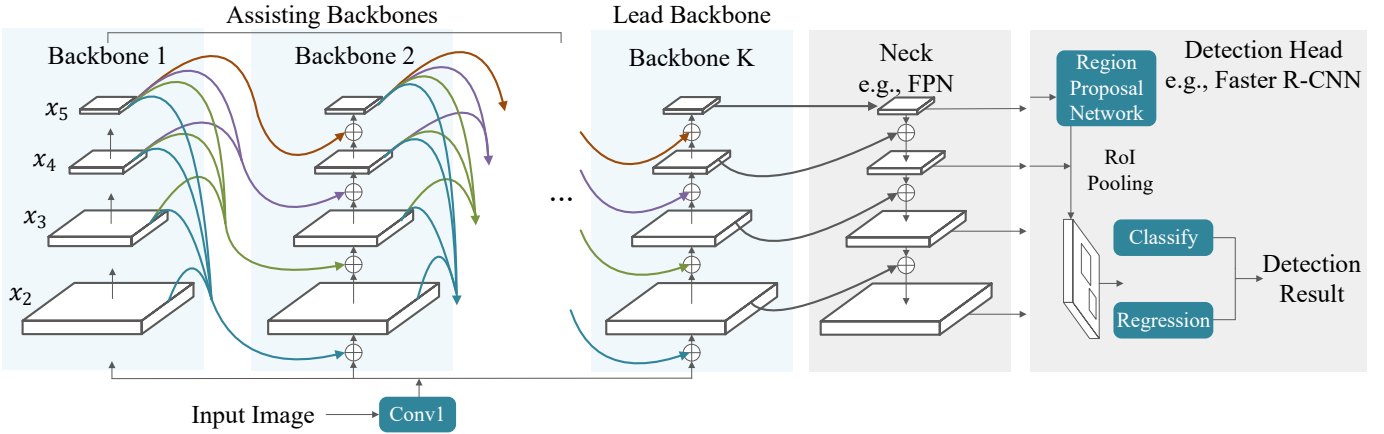 Assisting Backbones
Lead Backbone
Backbone 1
Backbone 2
...
Backbone K
Neck
e.g., FPN
Detection Head
e.g., Faster R-CNN
x5
x4
x3
x2
Region
Proposal
Network
RoI
Pooling
Classify
Regression
Detection
Result
Input Image
Conv1